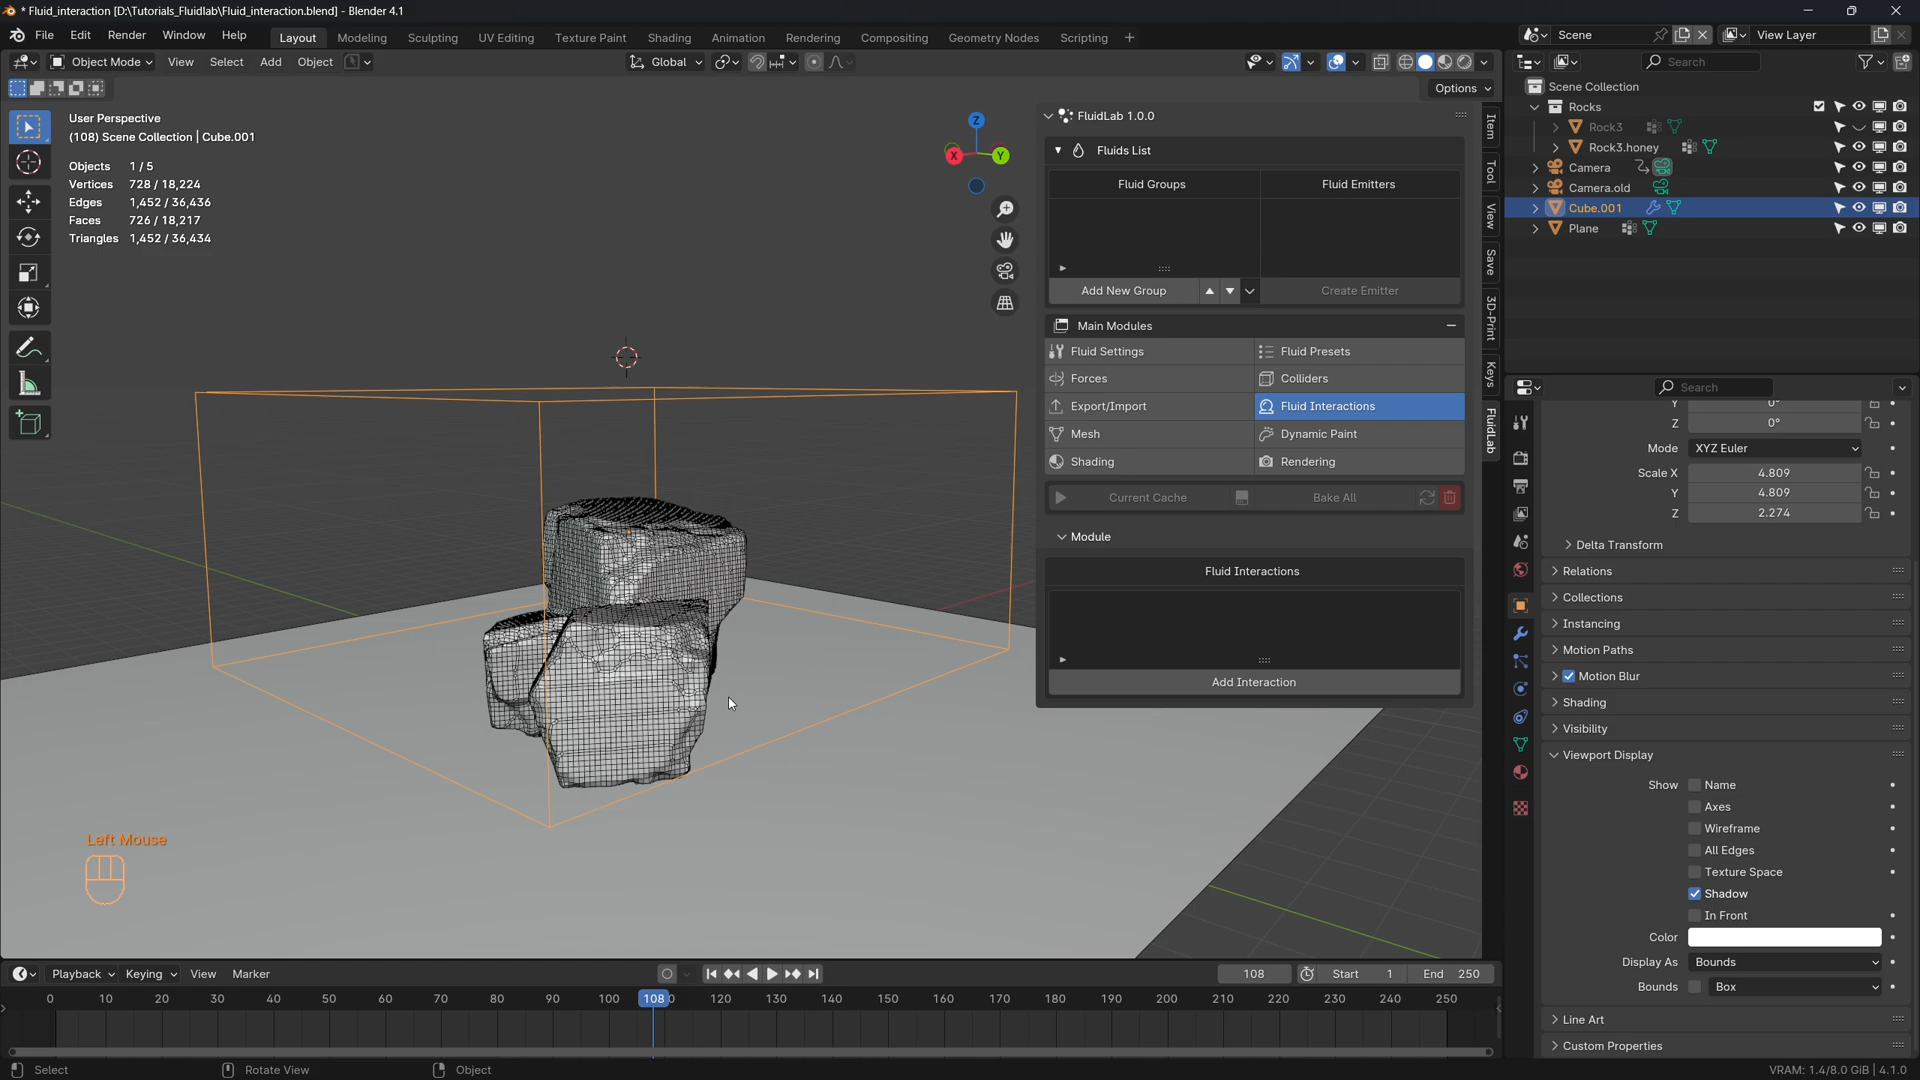 * Fluid_interaction [D:\Tutorials_Fluidlab\Fluid_interaction.blend] - Blender 4.1
File Edit Render Window Help Layout Modeling Sculpting UV Editing Texture Paint Shading Animation Rendering Compositing Geometry Nodes Scripting +
Scene View Layer
Object Mode View Select Add Object Global
Search
Options
User Perspective
(108) Scene Collection | Cube.001
Objects 1/5
Vertices 728 / 18,224
Edges 1,452 / 36,436
Faces 726 / 18,217
Triangles 1,452 / 36,434
Z
X
Y
FluidLab 1.0.0
Fluids List
Fluid Groups Fluid Emitters
Add New Group Create Emitter
Main Modules
Fluid Settings Fluid Presets
Forces Colliders
Export/Import Fluid Interactions
Mesh Dynamic Paint
Shading Rendering
Current Cache Bake All
Module
Fluid Interactions
Add Interaction
Item
Tool
View
Save
3D-Print
Keys
FluidLab
Scene Collection
Rocks
Rock3
Rock3.honey
Camera
Camera.old
Cube.001
Plane
Search
Y 0°
Z 0°
Mode XYZ Euler
Scale X 4.809
Y 4.809
Z 2.274
Delta Transform
Relations
Collections
Instancing
Motion Paths
Motion Blur
Shading
Visibility
Viewport Display
Show Name
Axes
Wireframe
All Edges
Texture Space
Shadow
In Front
Color
Display As Bounds
Bounds Box
Line Art
Custom Properties
Left Mouse
Playback Keying View Marker
108 Start 1 End 250
0 10 20 30 40 50 60 70 80 90 100 108 120 130 140 150 160 170 180 190 200 210 220 230 240 250
Select Rotate View Object
VRAM: 1.4/8.0 GiB | 4.1.0